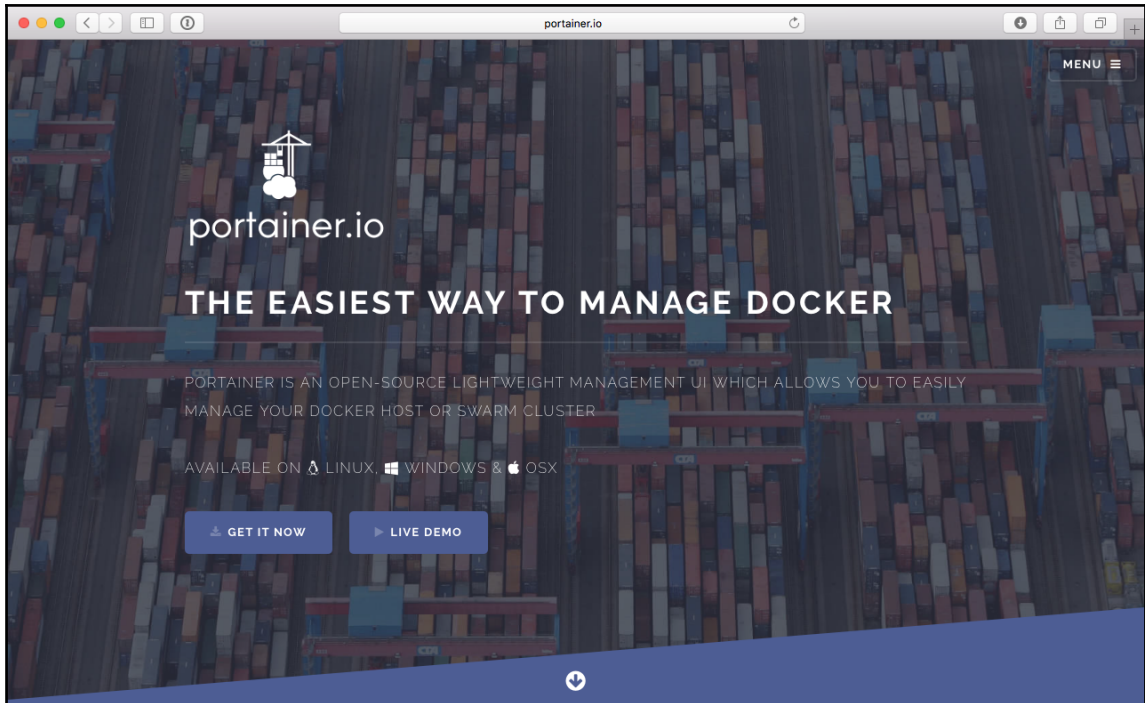 portainer.io
MENU
portainer.io
THE EASIEST WAY TO MANAGE DOCKER
PORTAINER IS AN OPEN-SOURCE LIGHTWEIGHT MANAGEMENT UI WHICH ALLOWS YOU TO EASILY
MANAGE YOUR DOCKER HOST OR SWARM CLUSTER
AVAILABLE ON LINUX, WINDOWS & OSX
GET IT NOW
LIVE DEMO